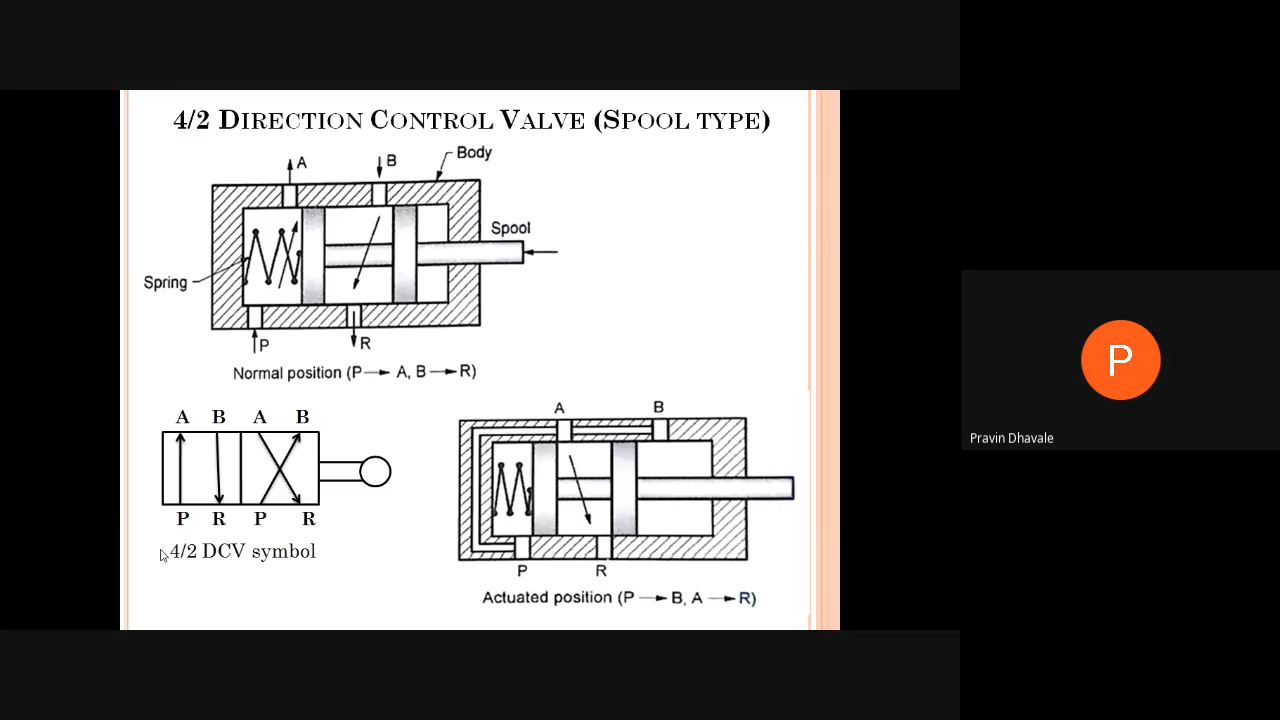 4/2 DIRECTION CONTROL VALVE (SPOOL TYPE)
A
B
Body
Spool
Spring
P
R
Normal position (P → A, B → R)
A B A B
P R P R
4/2 DCV symbol
A
B
P
R
Actuated position (P → B, A → R)
P
Pravin Dhavale